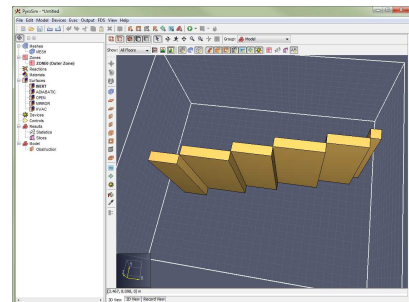 PyroSim - *Untitled
File Edit Model Devices Evac Output FDS View Help
Group: Model
Show: All Floors
Meshes
MESH
Zones
ZONE0 (Outer Zone)
Reactions
Materials
Surfaces
INERT
ADIABATIC
OPEN
MIRROR
HVAC
Devices
Controls
Results
Statistics
Slices
Model
Obstruction
3D View 2D View Record View